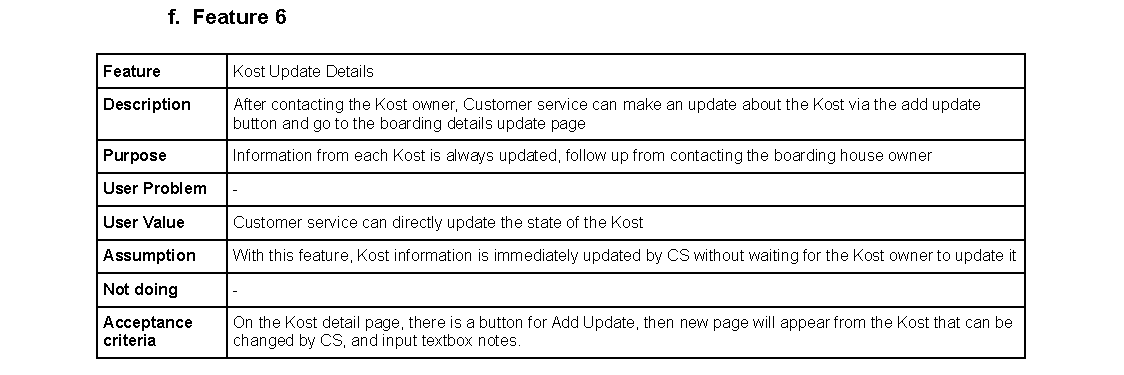 f. Feature 6
Feature Kost Update Details
Description After contacting the Kost owner, Customer service can make an update about the Kost via the add update
button and go to the boarding details update page
Purpose Information from each Kost is always updated, follow up from contacting the boarding house owner
User Problem -
User Value Customer service can directly update the state of the Kost
Assumption With this feature, Kost information is immediately updated by CS without waiting for the Kost owner to update it
Not doing -
Acceptance On the Kost detail page, there is a button for Add Update, then new page will appear from the Kost that can be
criteria changed by CS, and input textbox notes.